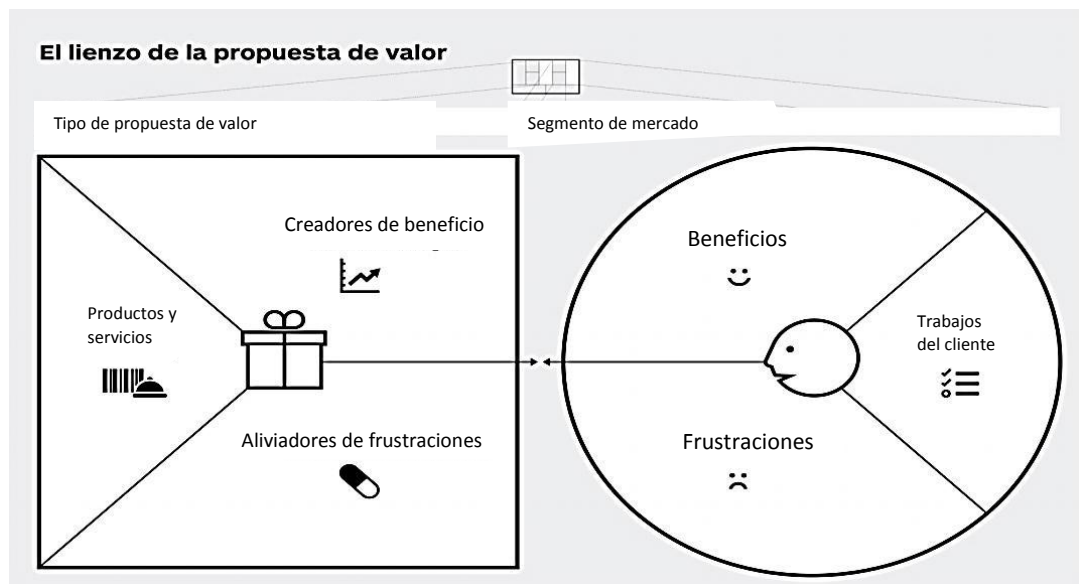 El lienzo de la propuesta de valor
Tipo de propuesta de valor
Segmento de mercado
Creadores de beneficio
Productos y
servicios
Aliviadores de frustraciones
Beneficios
Trabajos
del cliente
Frustraciones